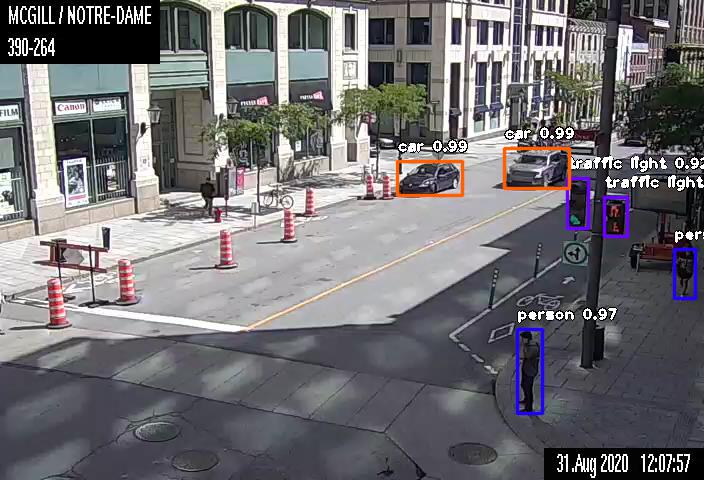 MCGILL / NOTRE-DAME
390-264
FILM
Canon
car 0.99
car 0.99
traffic light 0.92
traffic light
pers
person 0.97
31.Aug 2020 12:07:57